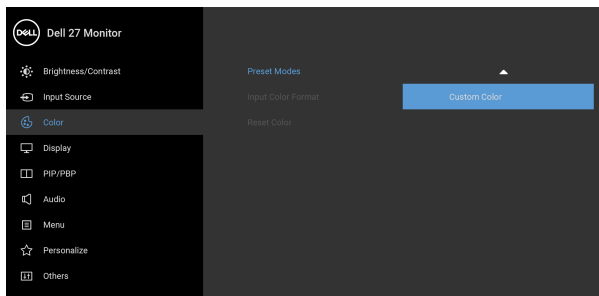 DELL Dell 27 Monitor
Brightness/Contrast
Input Source
Color
Display
PIP/PBP
Audio
Menu
Personalize
Others
Preset Modes
Input Color Format
Custom Color
Reset Color